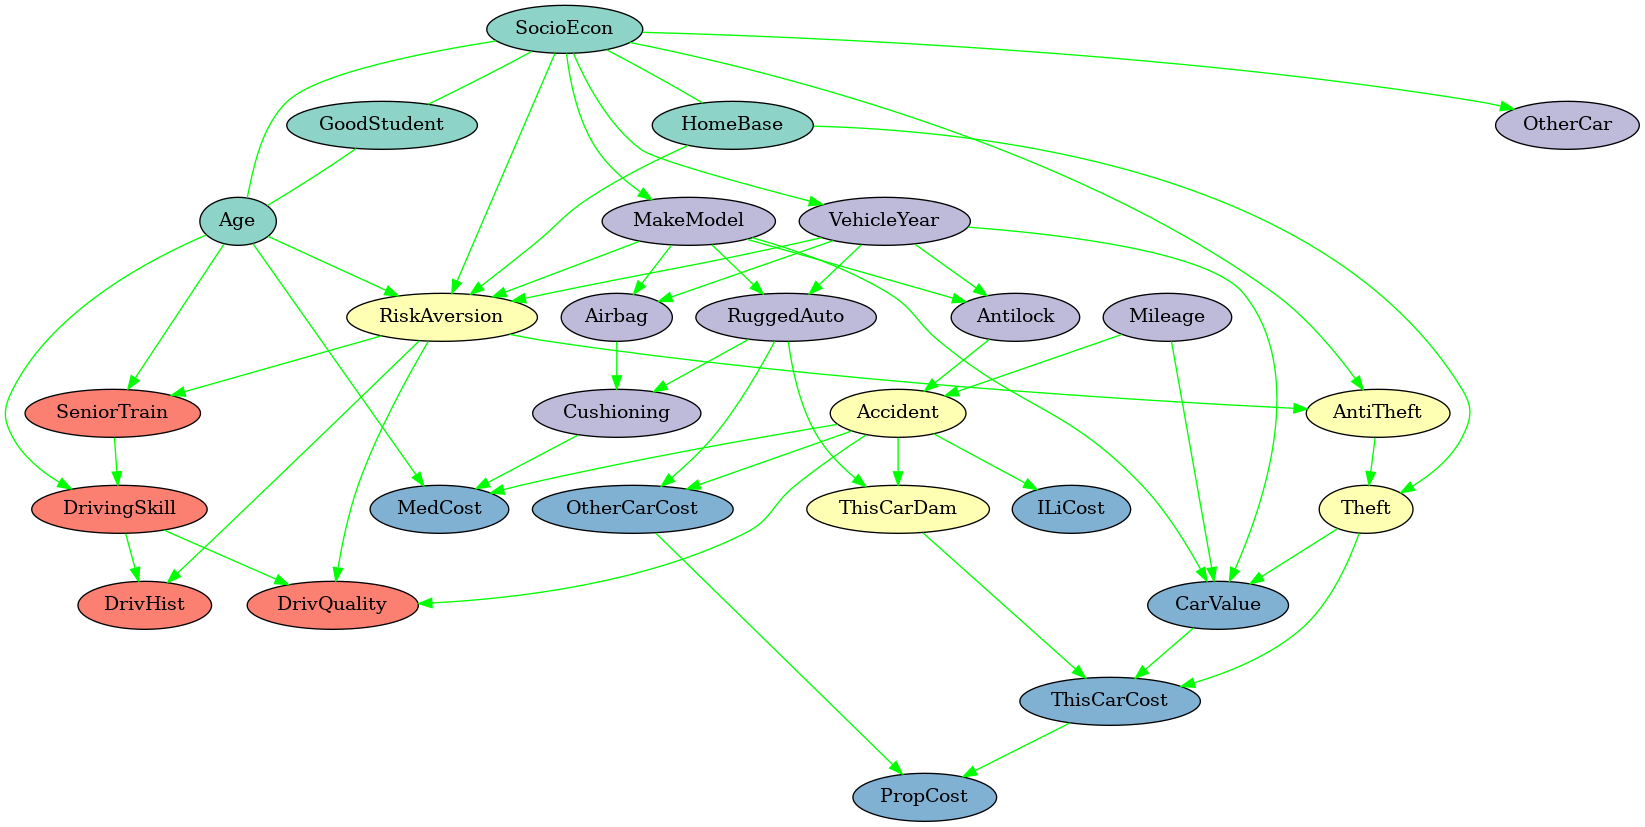 SocioEcon
GoodStudent
HomeBase
OtherCar
Age
MakeModel
VehicleYear
RiskAversion
Airbag
RuggedAuto
Antilock
Mileage
SeniorTrain
Cushioning
Accident
AntiTheft
DrivingSkill
MedCost
OtherCarCost
ThisCarDam
ILiCost
Theft
DrivHist
DrivQuality
CarValue
ThisCarCost
PropCost